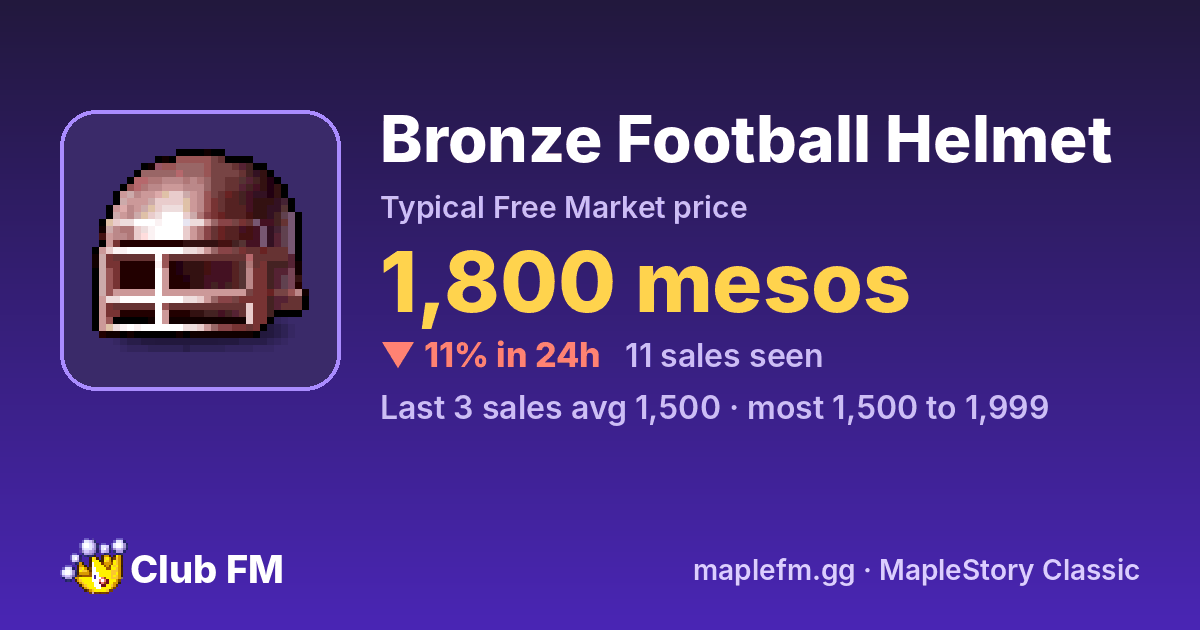 Bronze Football Helmet
Typical Free Market price
1,800 mesos
▼ 11% in 24h 11 sales seen
Last 3 sales avg 1,500 · most 1,500 to 1,999
Club FM
maplefm.gg · MapleStory Classic